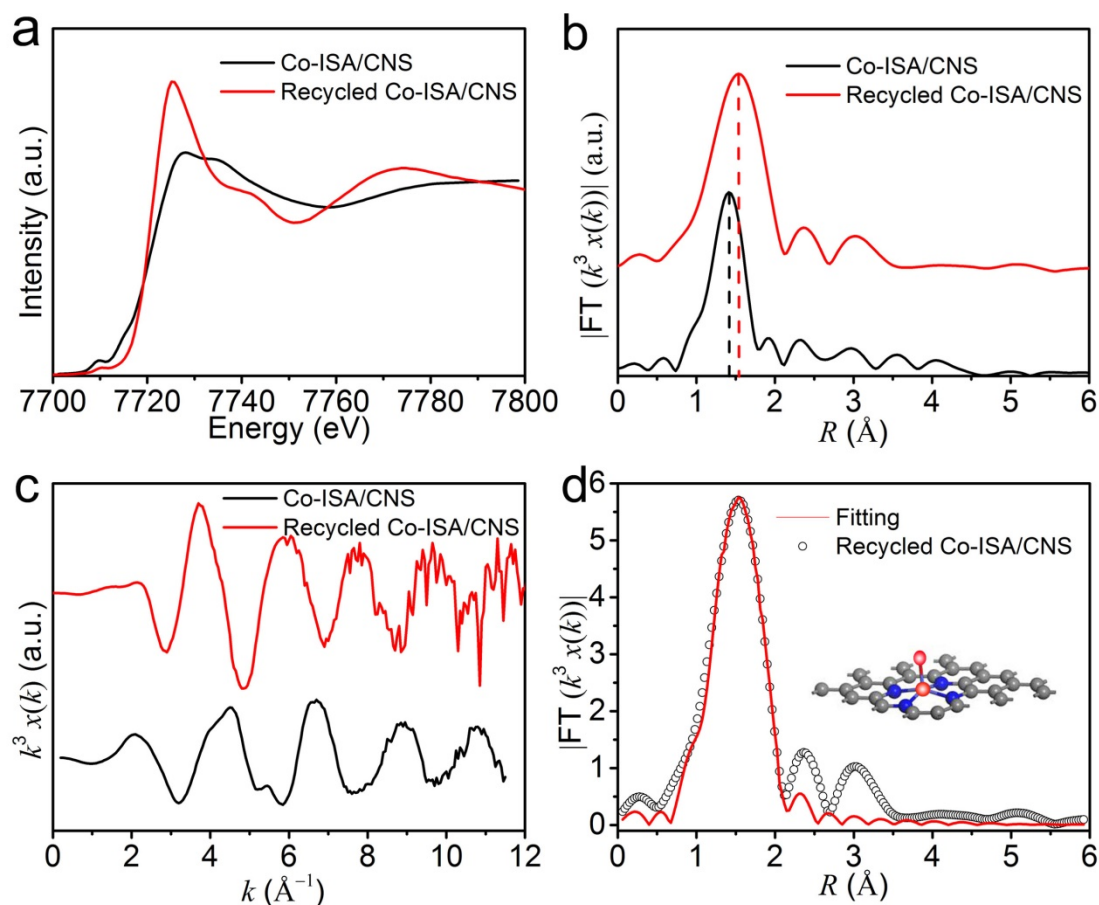 a
Co-ISA/CNS
Recycled Co-ISA/CNS
Intensity (a.u.)
7700 7720 7740 7760 7780 7800
Energy (eV)
b
Co-ISA/CNS
Recycled Co-ISA/CNS
|FT (k³ x(k))| (a.u.)
0 1 2 3 4 5 6
R (Å)
c
Co-ISA/CNS
Recycled Co-ISA/CNS
k³ x(k) (a.u.)
0 2 4 6 8 10 12
k (Å⁻¹)
d
Fitting
Recycled Co-ISA/CNS
|FT (k³ x(k))|
6
5
5
4
3
2
2
1
0
0 1 2 3 4 5 6
R (Å)